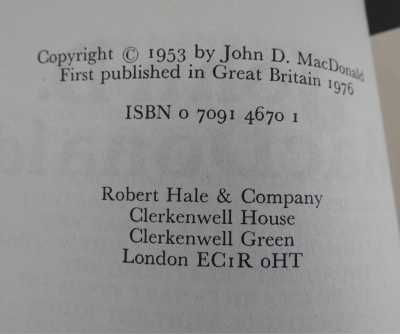 Copyright © 1953 by John D. MacDonald
First published in Great Britain 1976
ISBN 0 7091 4670 1
Robert Hale & Company
Clerkenwell House
Clerkenwell Green
London EC1R 0HT